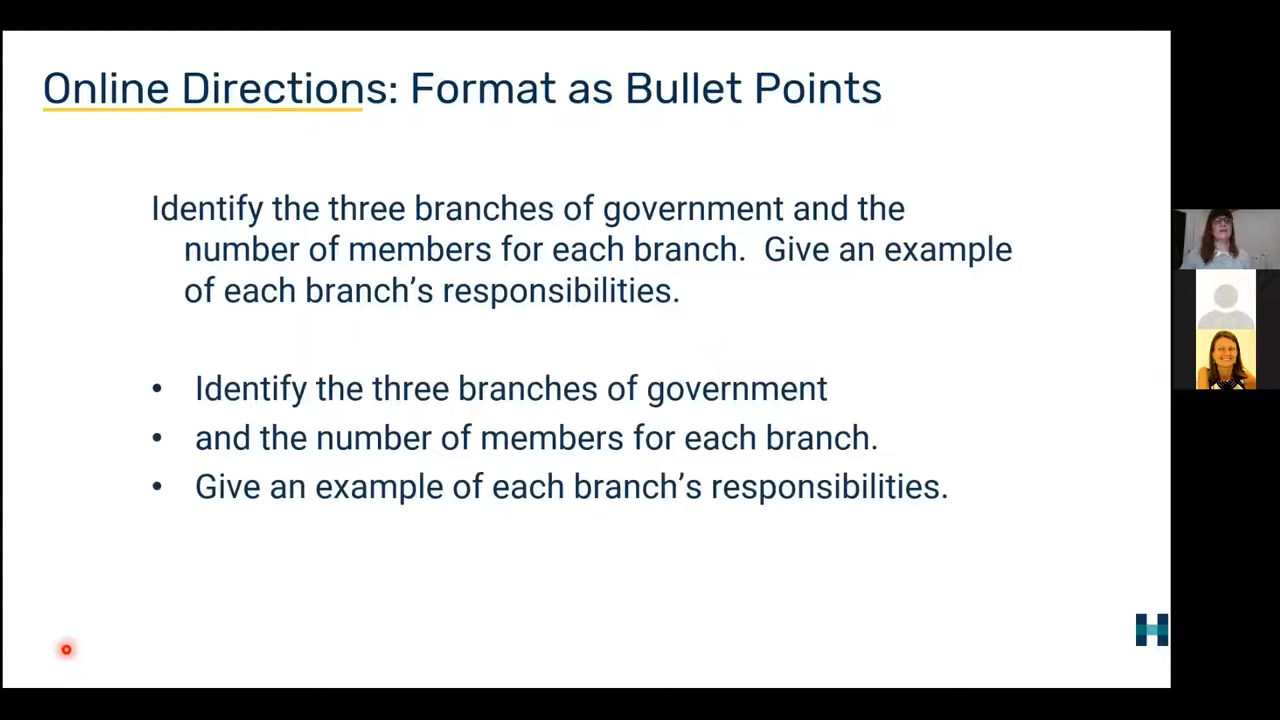 Online Directions: Format as Bullet Points
Identify the three branches of government and the
number of members for each branch.  Give an example
of each branch’s responsibilities.
• Identify the three branches of government
• and the number of members for each branch.
• Give an example of each branch’s responsibilities.
H